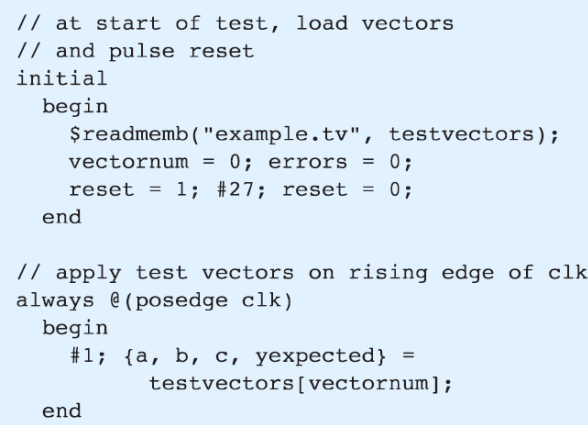 // at start of test, load vectors
// and pulse reset
initial
  begin
    $readmemb("example.tv", testvectors);
    vectornum = 0; errors = 0;
    reset = 1; #27; reset = 0;
  end

// apply test vectors on rising edge of clk
always @(posedge clk)
  begin
    #1; {a, b, c, yexpected} =
          testvectors[vectornum];
  end